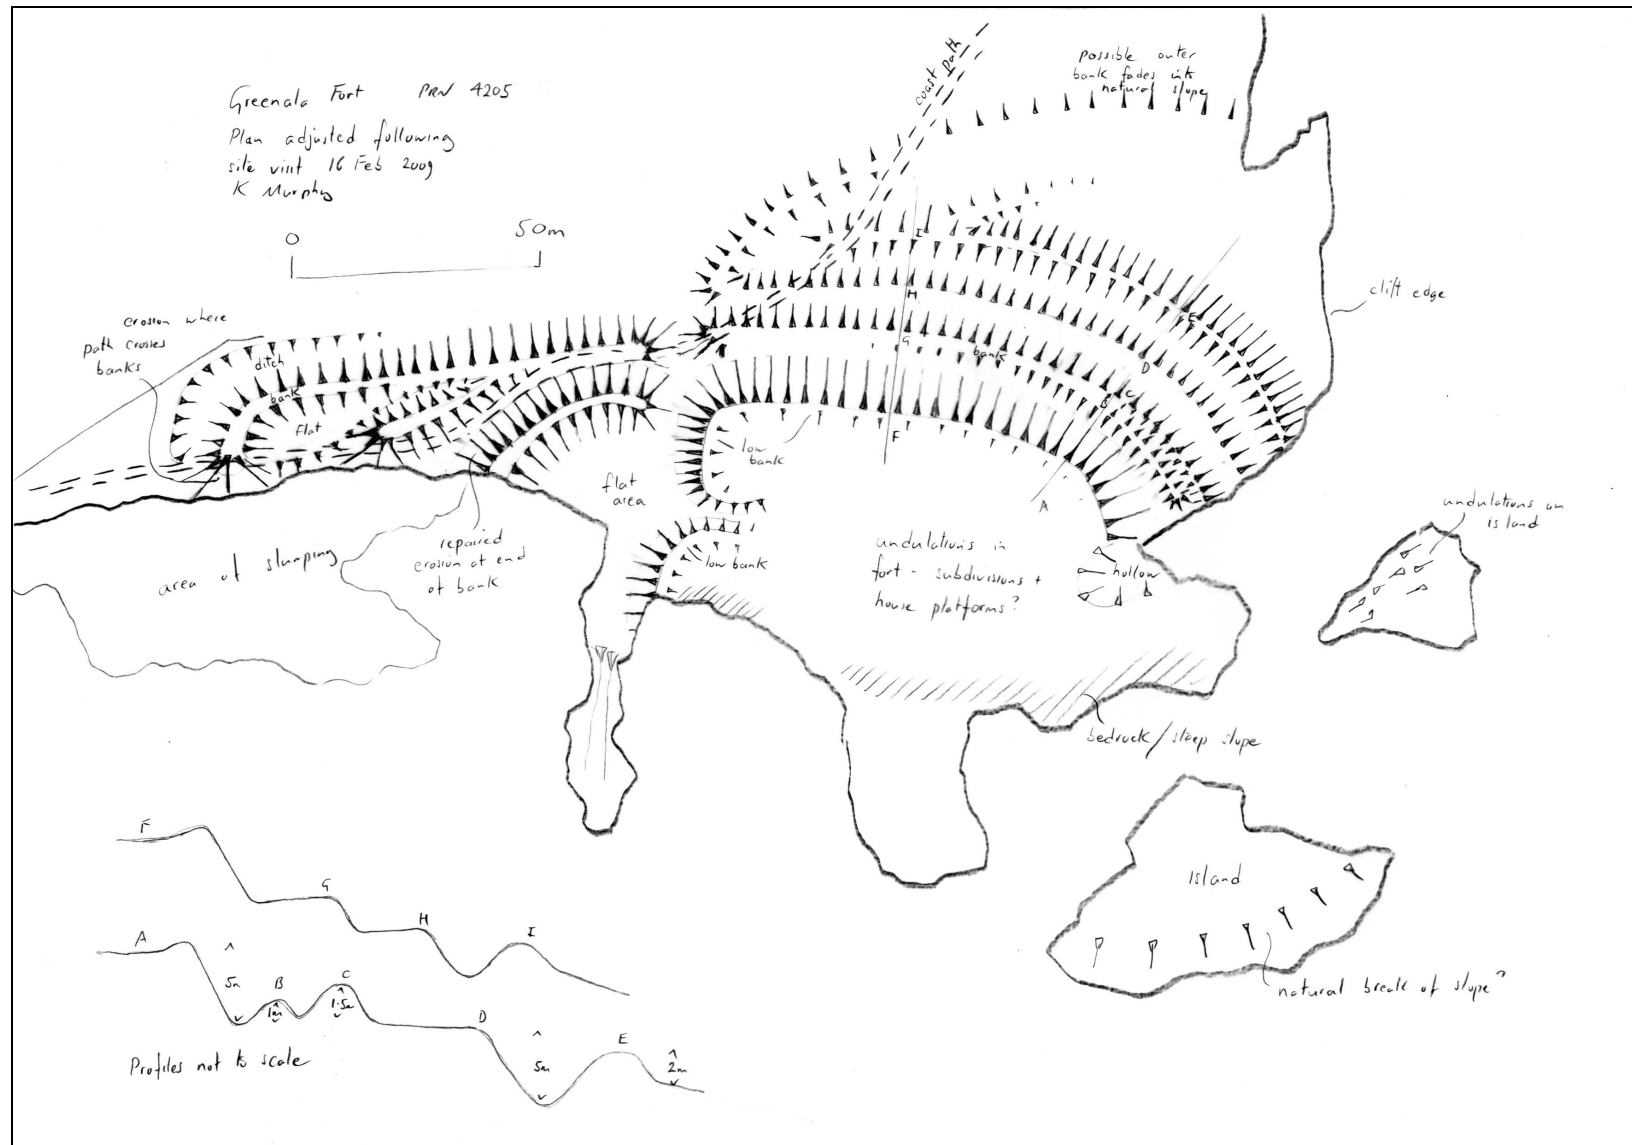 Greenala Fort PRN 4205
Plan adjusted following
site visit 16 Feb 2009
K Murphy
0 50m
coast path
possible outer
bank fades into
natural slope
cliff edge
erosion where
path crosses
banks
ditch
bank
flat
I
H
G
bank
F
E
D
C
B
A
low
bank
flat
area
low bank
area of slumping
repaired
erosion at end
of bank
undulations in
fort - subdivisions +
house platforms?
hollow
undulations on
island
bedrock/steep slope
island
natural break of slope?
F
G
H
I
A
5m
B
1m
C
1.5m
D
5m
E
2m
Profiles not to scale